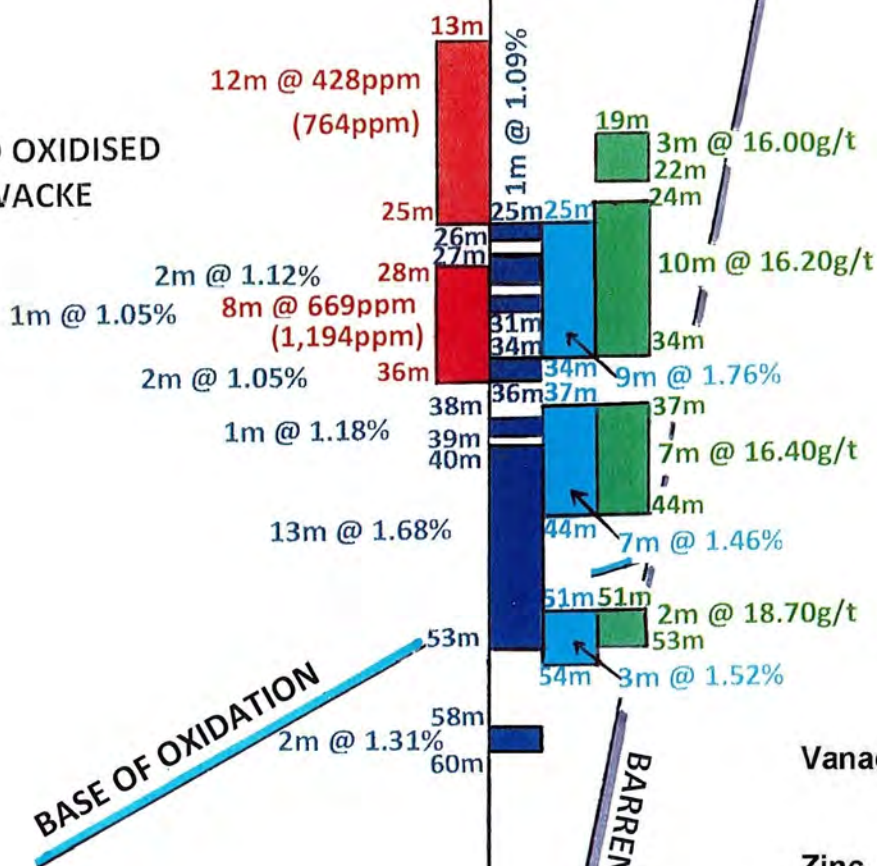 13m
12m @ 428ppm
(764ppm)
1m @ 1.09%
OXIDISED
19m
3m @ 16.00g/t
22m
24m
25m
25m
25m
26m
27m
28m
2m @ 1.12%
10m @ 16.20g/t
1m @ 1.05%
8m @ 669ppm
(1,194ppm)
31m
34m
34m
34m
36m
2m @ 1.05%
9m @ 1.76%
36m
37m
38m
37m
1m @ 1.18%
39m
40m
7m @ 16.40g/t
44m
13m @ 1.68%
44m
7m @ 1.46%
51m
51m
2m @ 18.70g/t
53m
53m
54m
3m @ 1.52%
BASE OF OXIDATION
58m
2m @ 1.31%
60m
BARREN